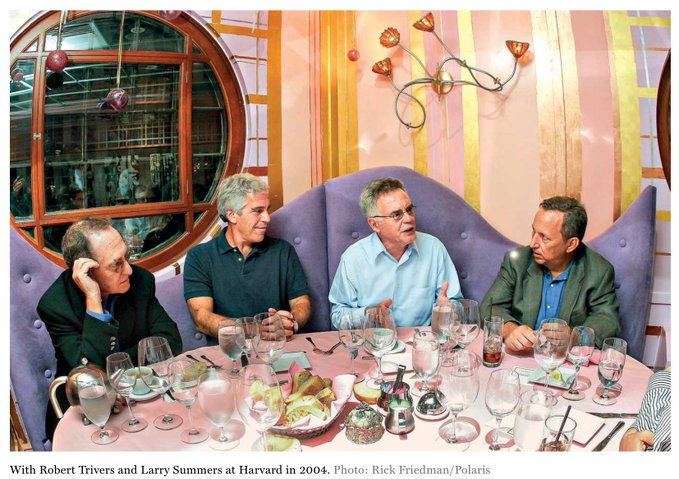 With Robert Trivers and Larry Summers at Harvard in 2004. Photo: Rick Friedman/Polaris